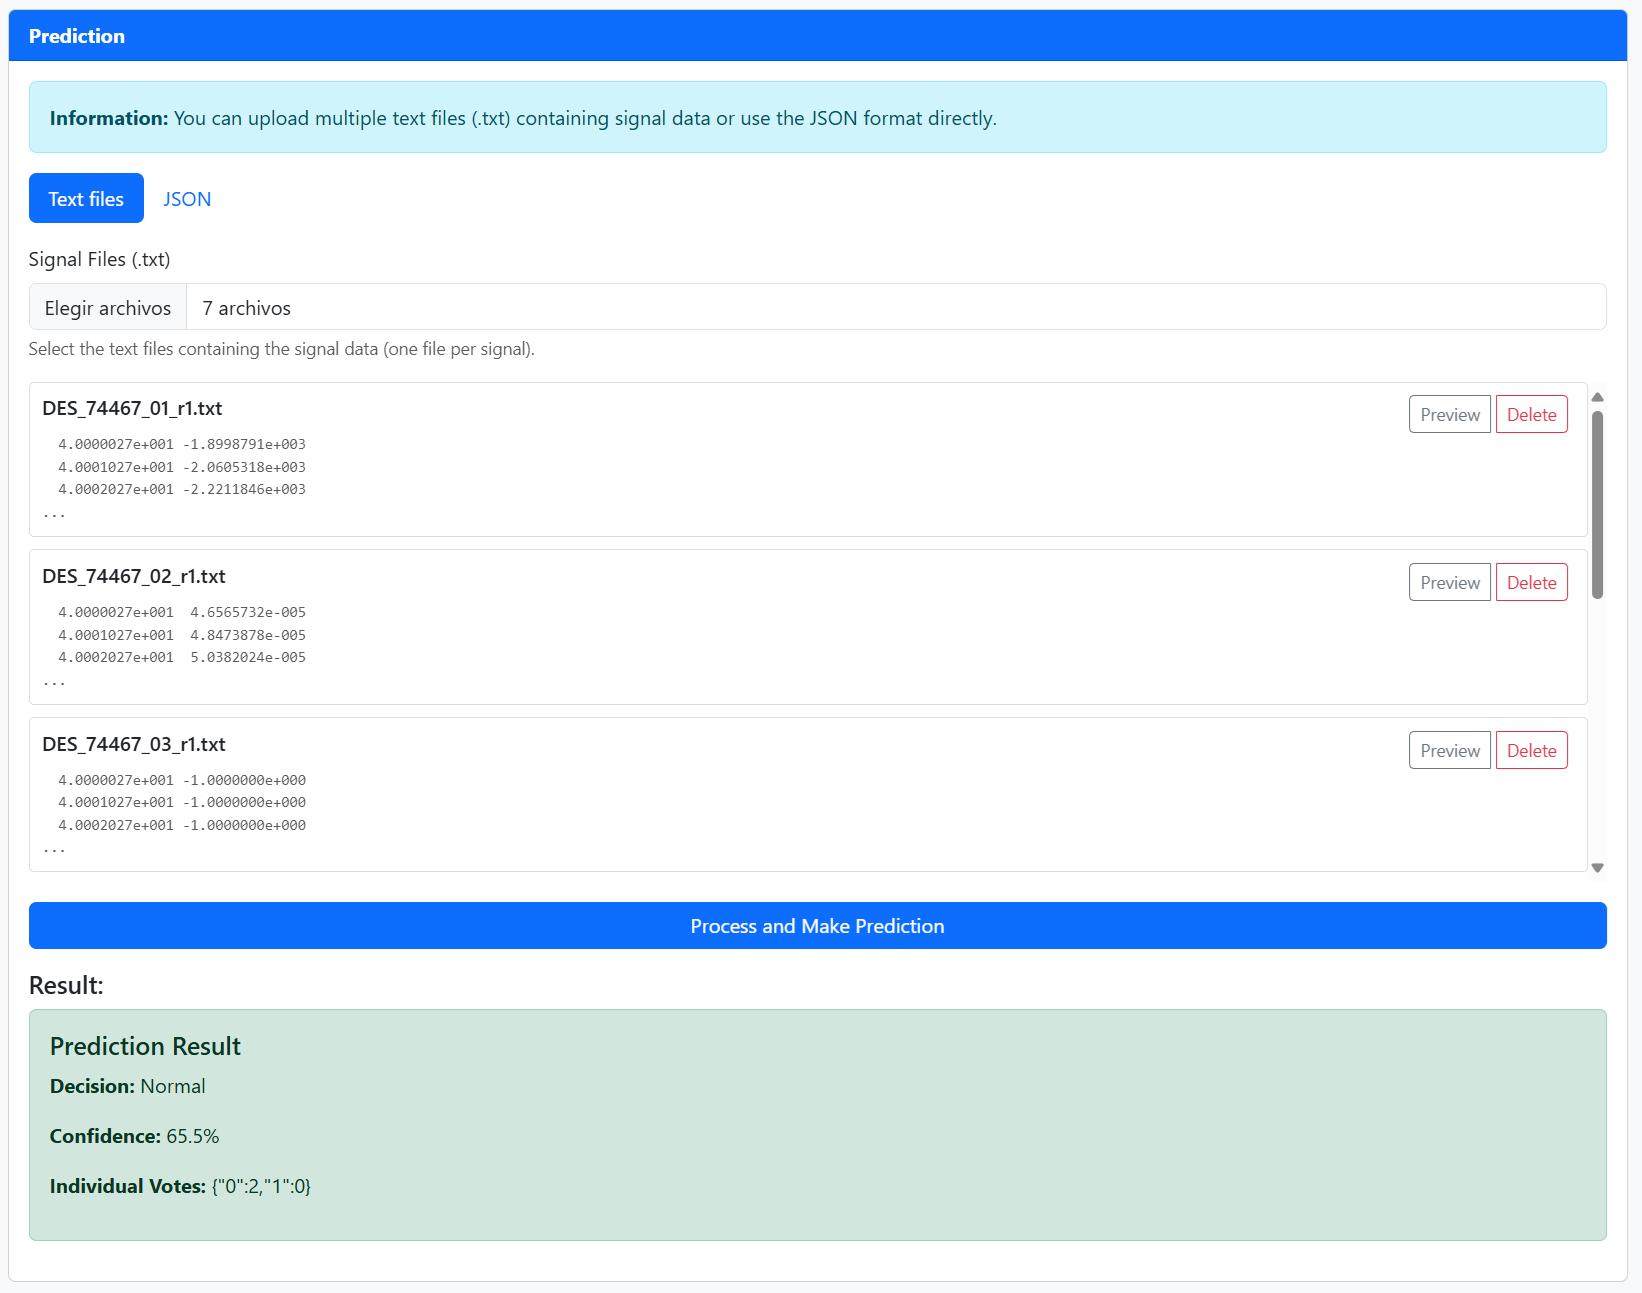 Prediction
Information: You can upload multiple text files (.txt) containing signal data or use the JSON format directly.
Text files JSON
Signal Files (.txt)
Elegir archivos 7 archivos
Select the text files containing the signal data (one file per signal).
DES_74467_01_r1.txt Preview Delete
4.0000027e+001 -1.8998791e+003
4.0001027e+001 -2.0605318e+003
4.0002027e+001 -2.2211846e+003
...
DES_74467_02_r1.txt Preview Delete
4.0000027e+001 4.6565732e-005
4.0001027e+001 4.8473878e-005
4.0002027e+001 5.0382024e-005
...
DES_74467_03_r1.txt Preview Delete
4.0000027e+001 -1.0000000e+000
4.0001027e+001 -1.0000000e+000
4.0002027e+001 -1.0000000e+000
...
Process and Make Prediction
Result:
Prediction Result
Decision: Normal
Confidence: 65.5%
Individual Votes: {"0":2,"1":0}